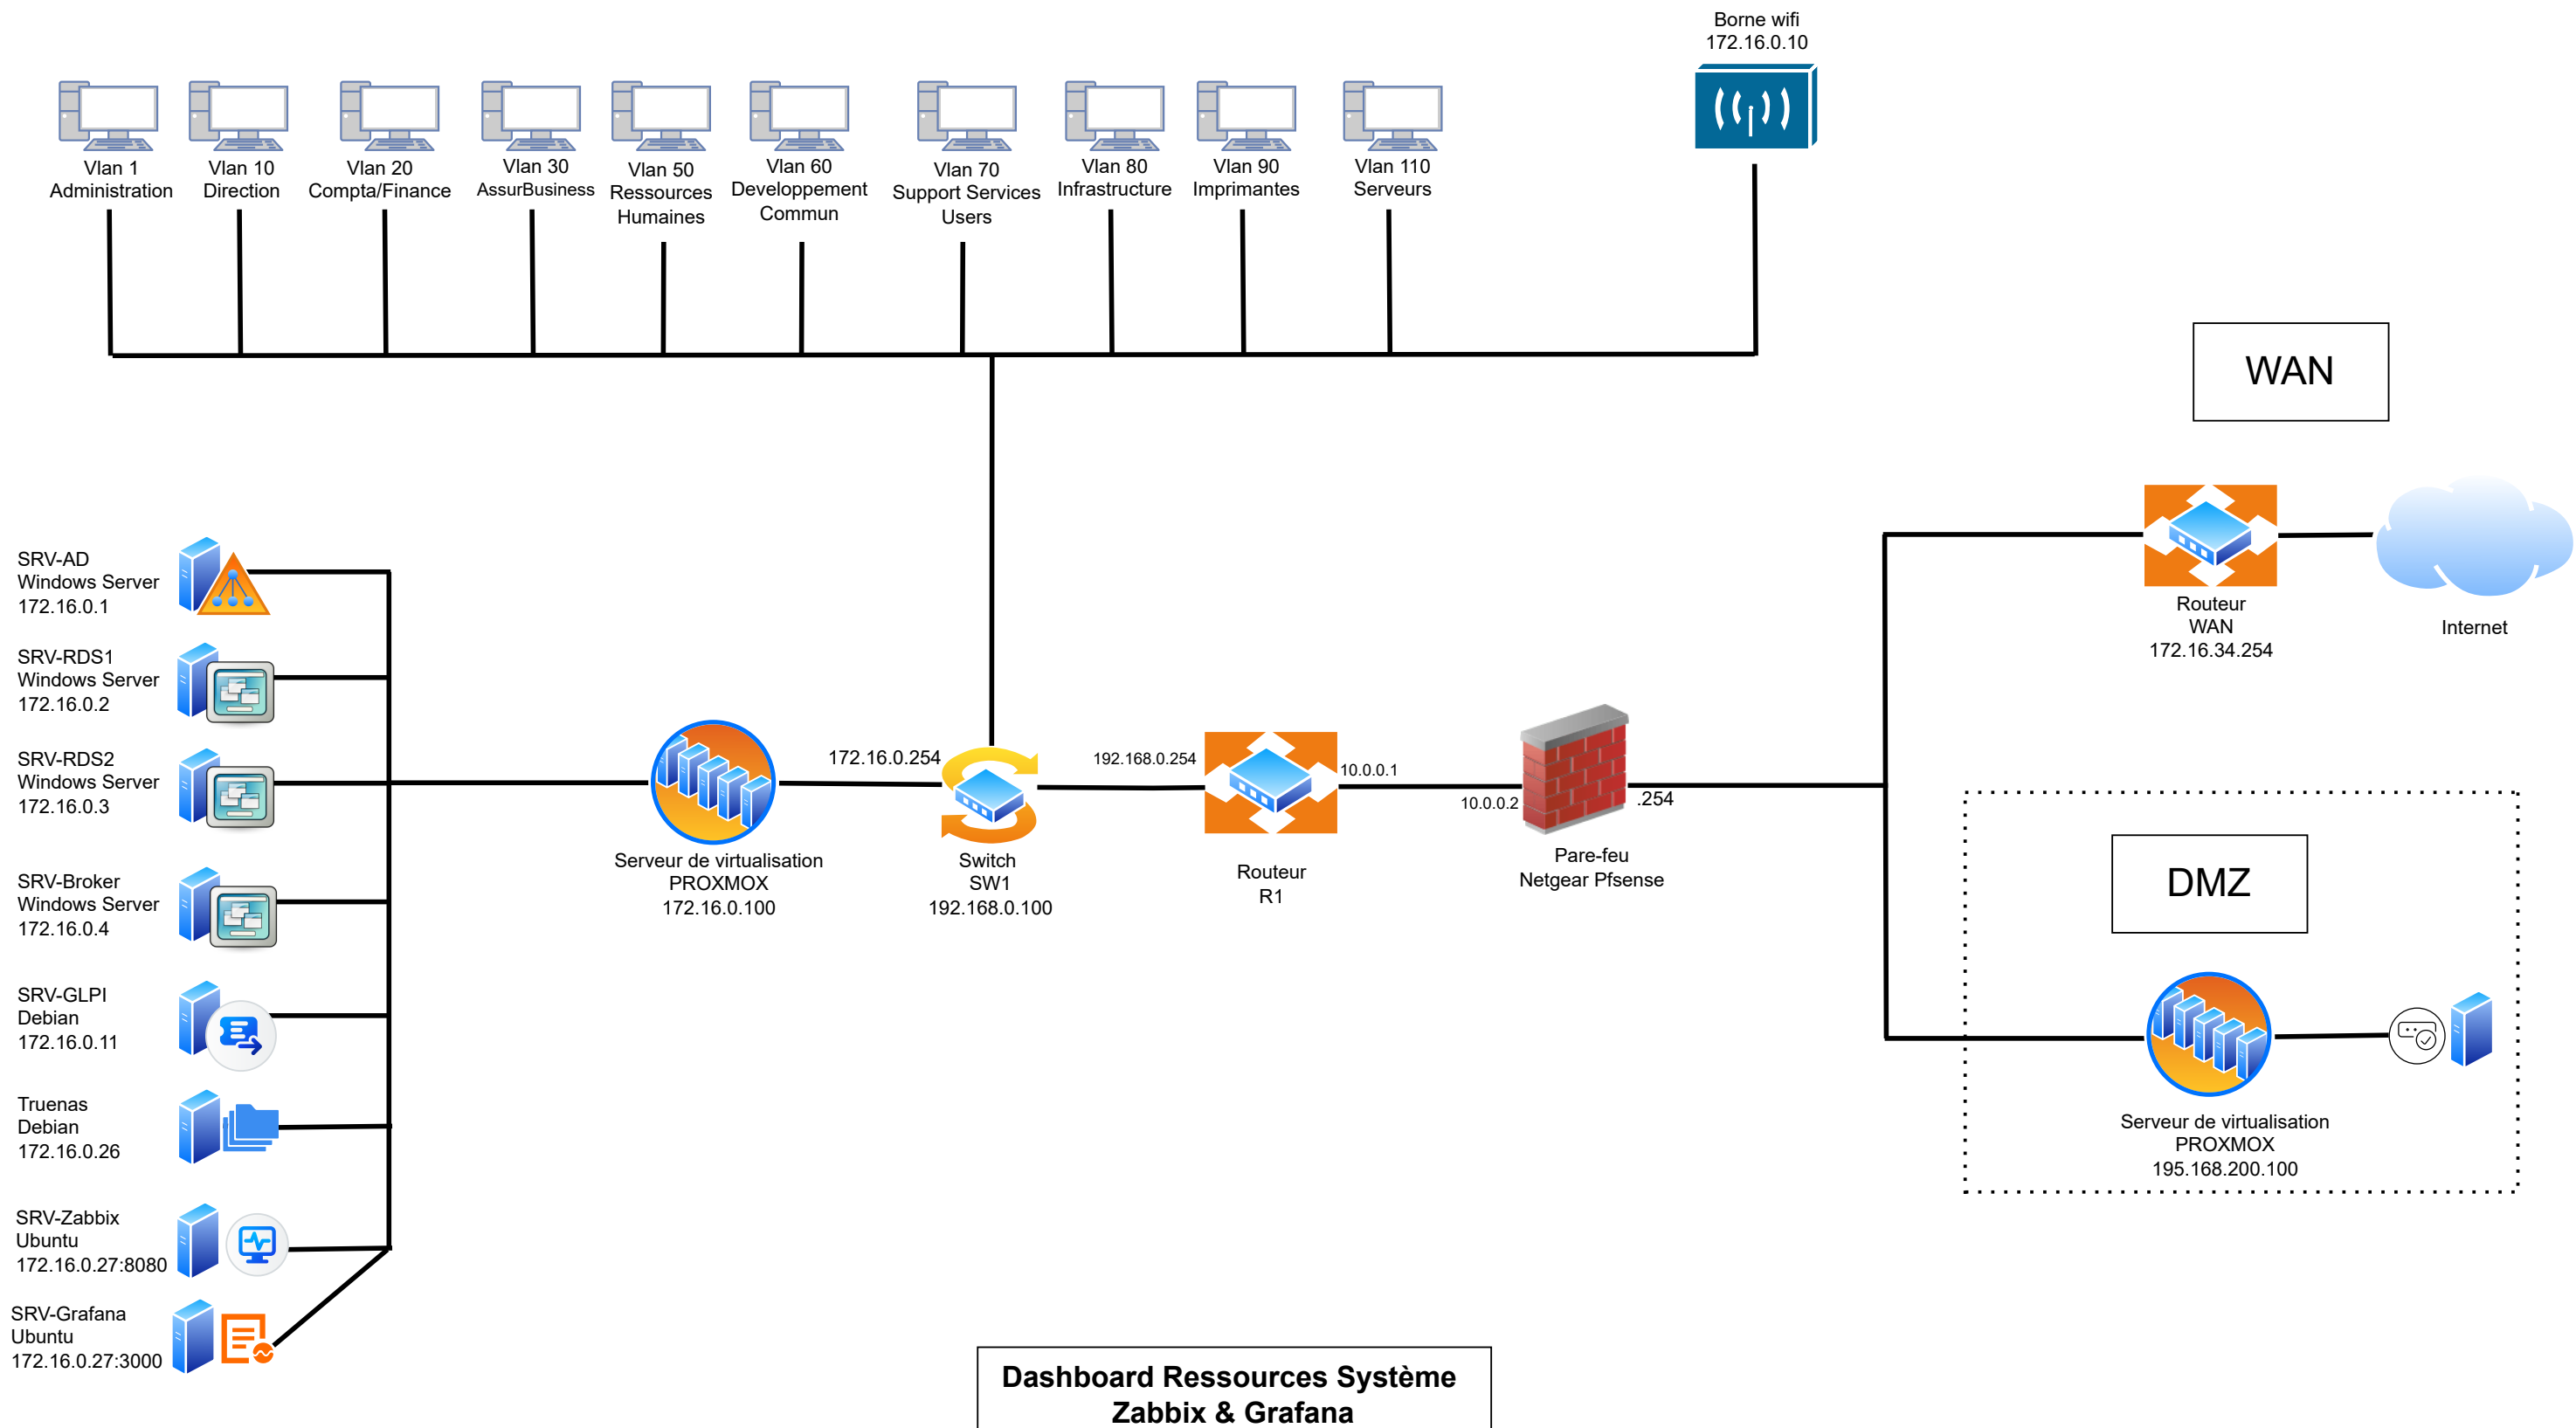 Borne wifi
172.16.0.10
Vlan 1
Administration
Vlan 10
Direction
Vlan 20
Compta/Finance
Vlan 30
AssurBusiness
Vlan 50
Ressources
Humaines
Vlan 60
Developpement
Commun
Vlan 70
Support Services
Users
Vlan 80
Infrastructure
Vlan 90
Imprimantes
Vlan 110
Serveurs
WAN
SRV-AD
Windows Server
172.16.0.1
SRV-RDS1
Windows Server
172.16.0.2
SRV-RDS2
Windows Server
172.16.0.3
SRV-Broker
Windows Server
172.16.0.4
SRV-GLPI
Debian
172.16.0.11
Truenas
Debian
172.16.0.26
SRV-Zabbix
Ubuntu
172.16.0.27:8080
SRV-Grafana
Ubuntu
172.16.0.27:3000
Serveur de virtualisation
PROXMOX
172.16.0.100
172.16.0.254
Switch
SW1
192.168.0.100
192.168.0.254
Routeur
R1
10.0.0.1
10.0.0.2
.254
Pare-feu
Netgear Pfsense
Routeur
WAN
172.16.34.254
Internet
DMZ
Serveur de virtualisation
PROXMOX
195.168.200.100
Dashboard Ressources Système
Zabbix & Grafana